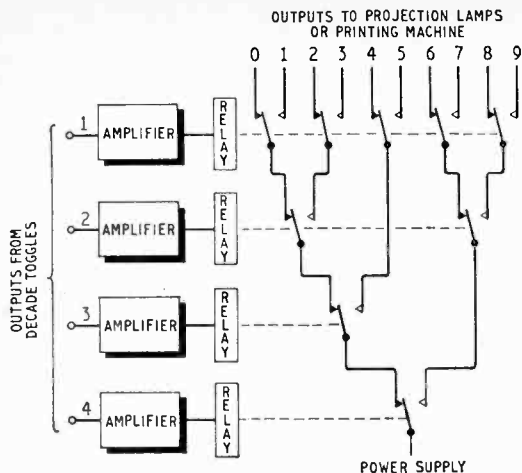 OUTPUTS TO PROJECTION LAMPS
OR PRINTING MACHINE
0 1 2 3 4 5 6 7 8 9
OUTPUTS FROM
DECADE TOGGLES
1 AMPLIFIER RELAY
2 AMPLIFIER RELAY
3 AMPLIFIER RELAY
4 AMPLIFIER RELAY
POWER SUPPLY